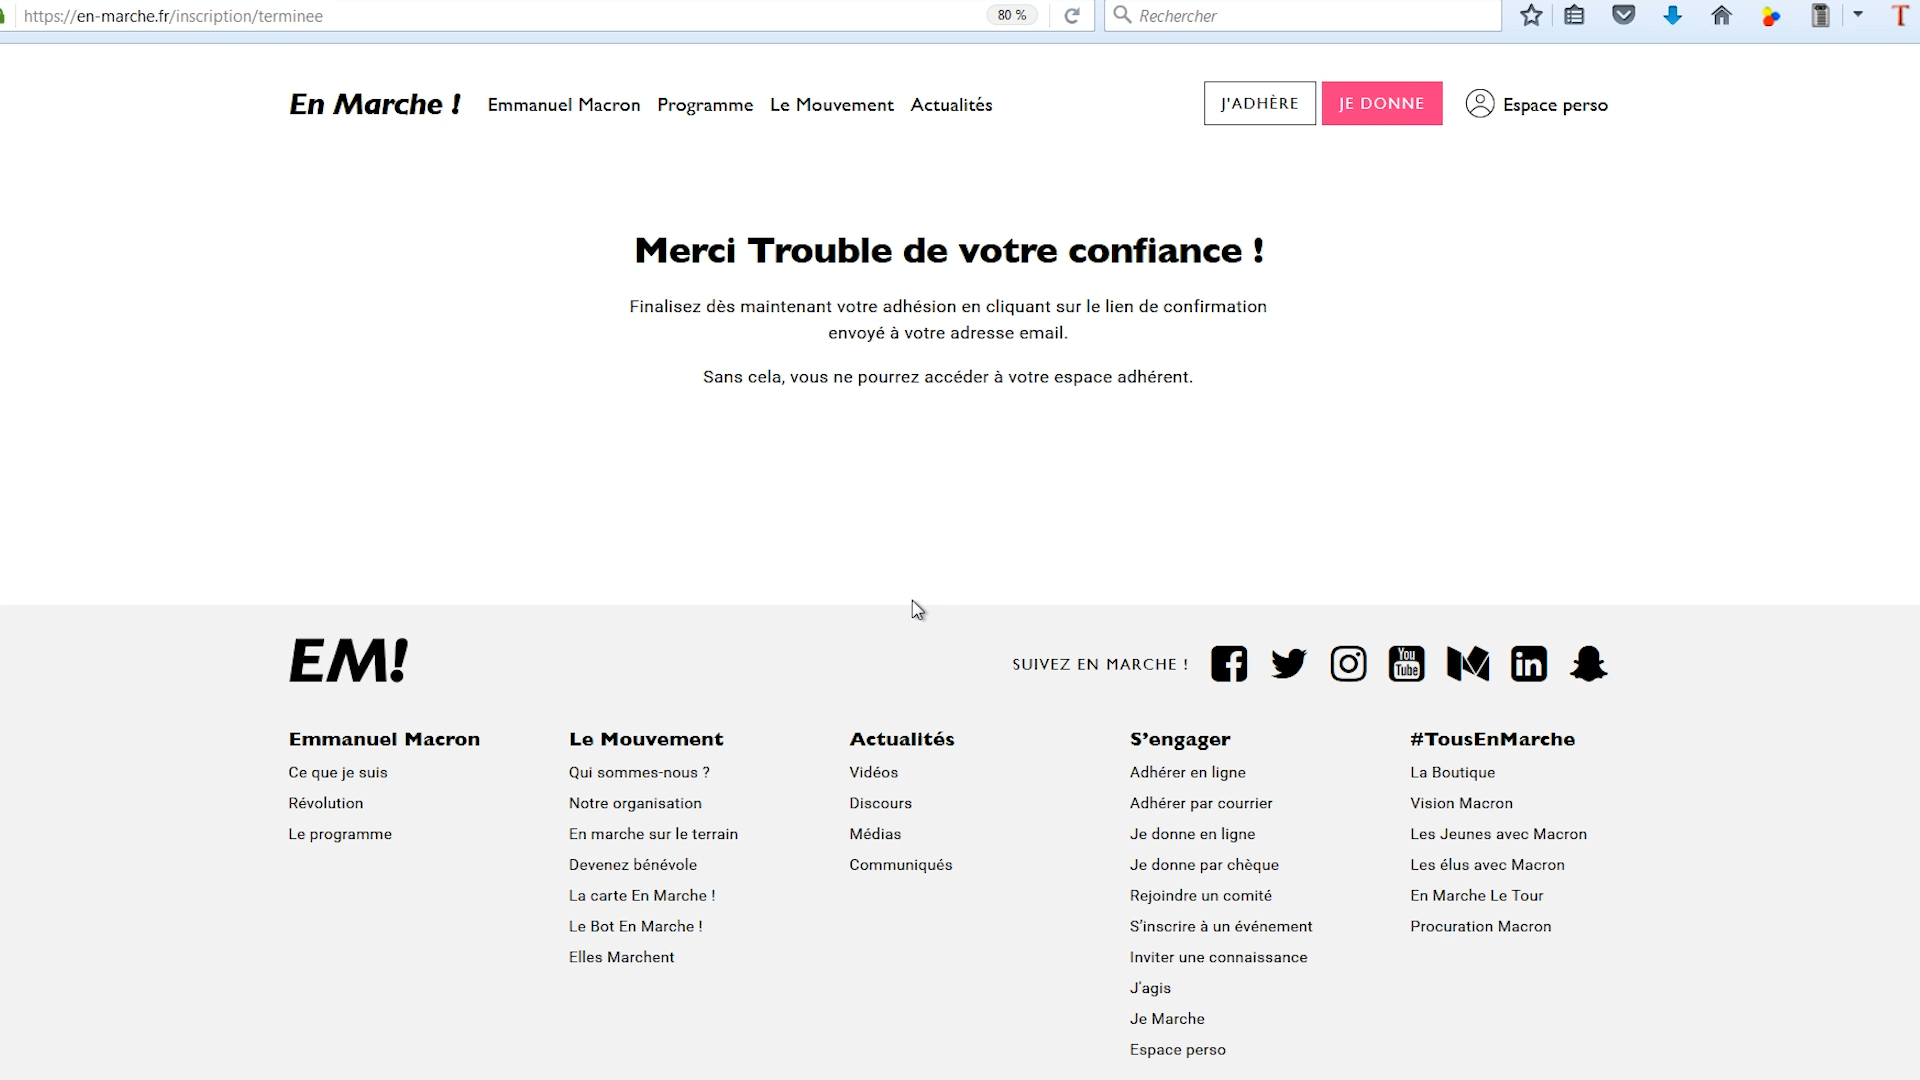 https://en-marche.fr/inscription/terminee
80 %
Rechercher
T
En Marche !
Emmanuel Macron
Programme
Le Mouvement
Actualités
J'ADHÈRE
JE DONNE
Espace perso
Merci Trouble de votre confiance !
Finalisez dès maintenant votre adhésion en cliquant sur le lien de confirmation
envoyé à votre adresse email.
Sans cela, vous ne pourrez accéder à votre espace adhérent.
EM!
SUIVEZ EN MARCHE !
You
Tube
in
Emmanuel Macron
Ce que je suis
Révolution
Le programme
Le Mouvement
Qui sommes-nous ?
Notre organisation
En marche sur le terrain
Devenez bénévole
La carte En Marche !
Le Bot En Marche !
Elles Marchent
Actualités
Vidéos
Discours
Médias
Communiqués
S’engager
Adhérer en ligne
Adhérer par courrier
Je donne en ligne
Je donne par chèque
Rejoindre un comité
S’inscrire à un événement
Inviter une connaissance
J'agis
Je Marche
Espace perso
#TousEnMarche
La Boutique
Vision Macron
Les Jeunes avec Macron
Les élus avec Macron
En Marche Le Tour
Procuration Macron